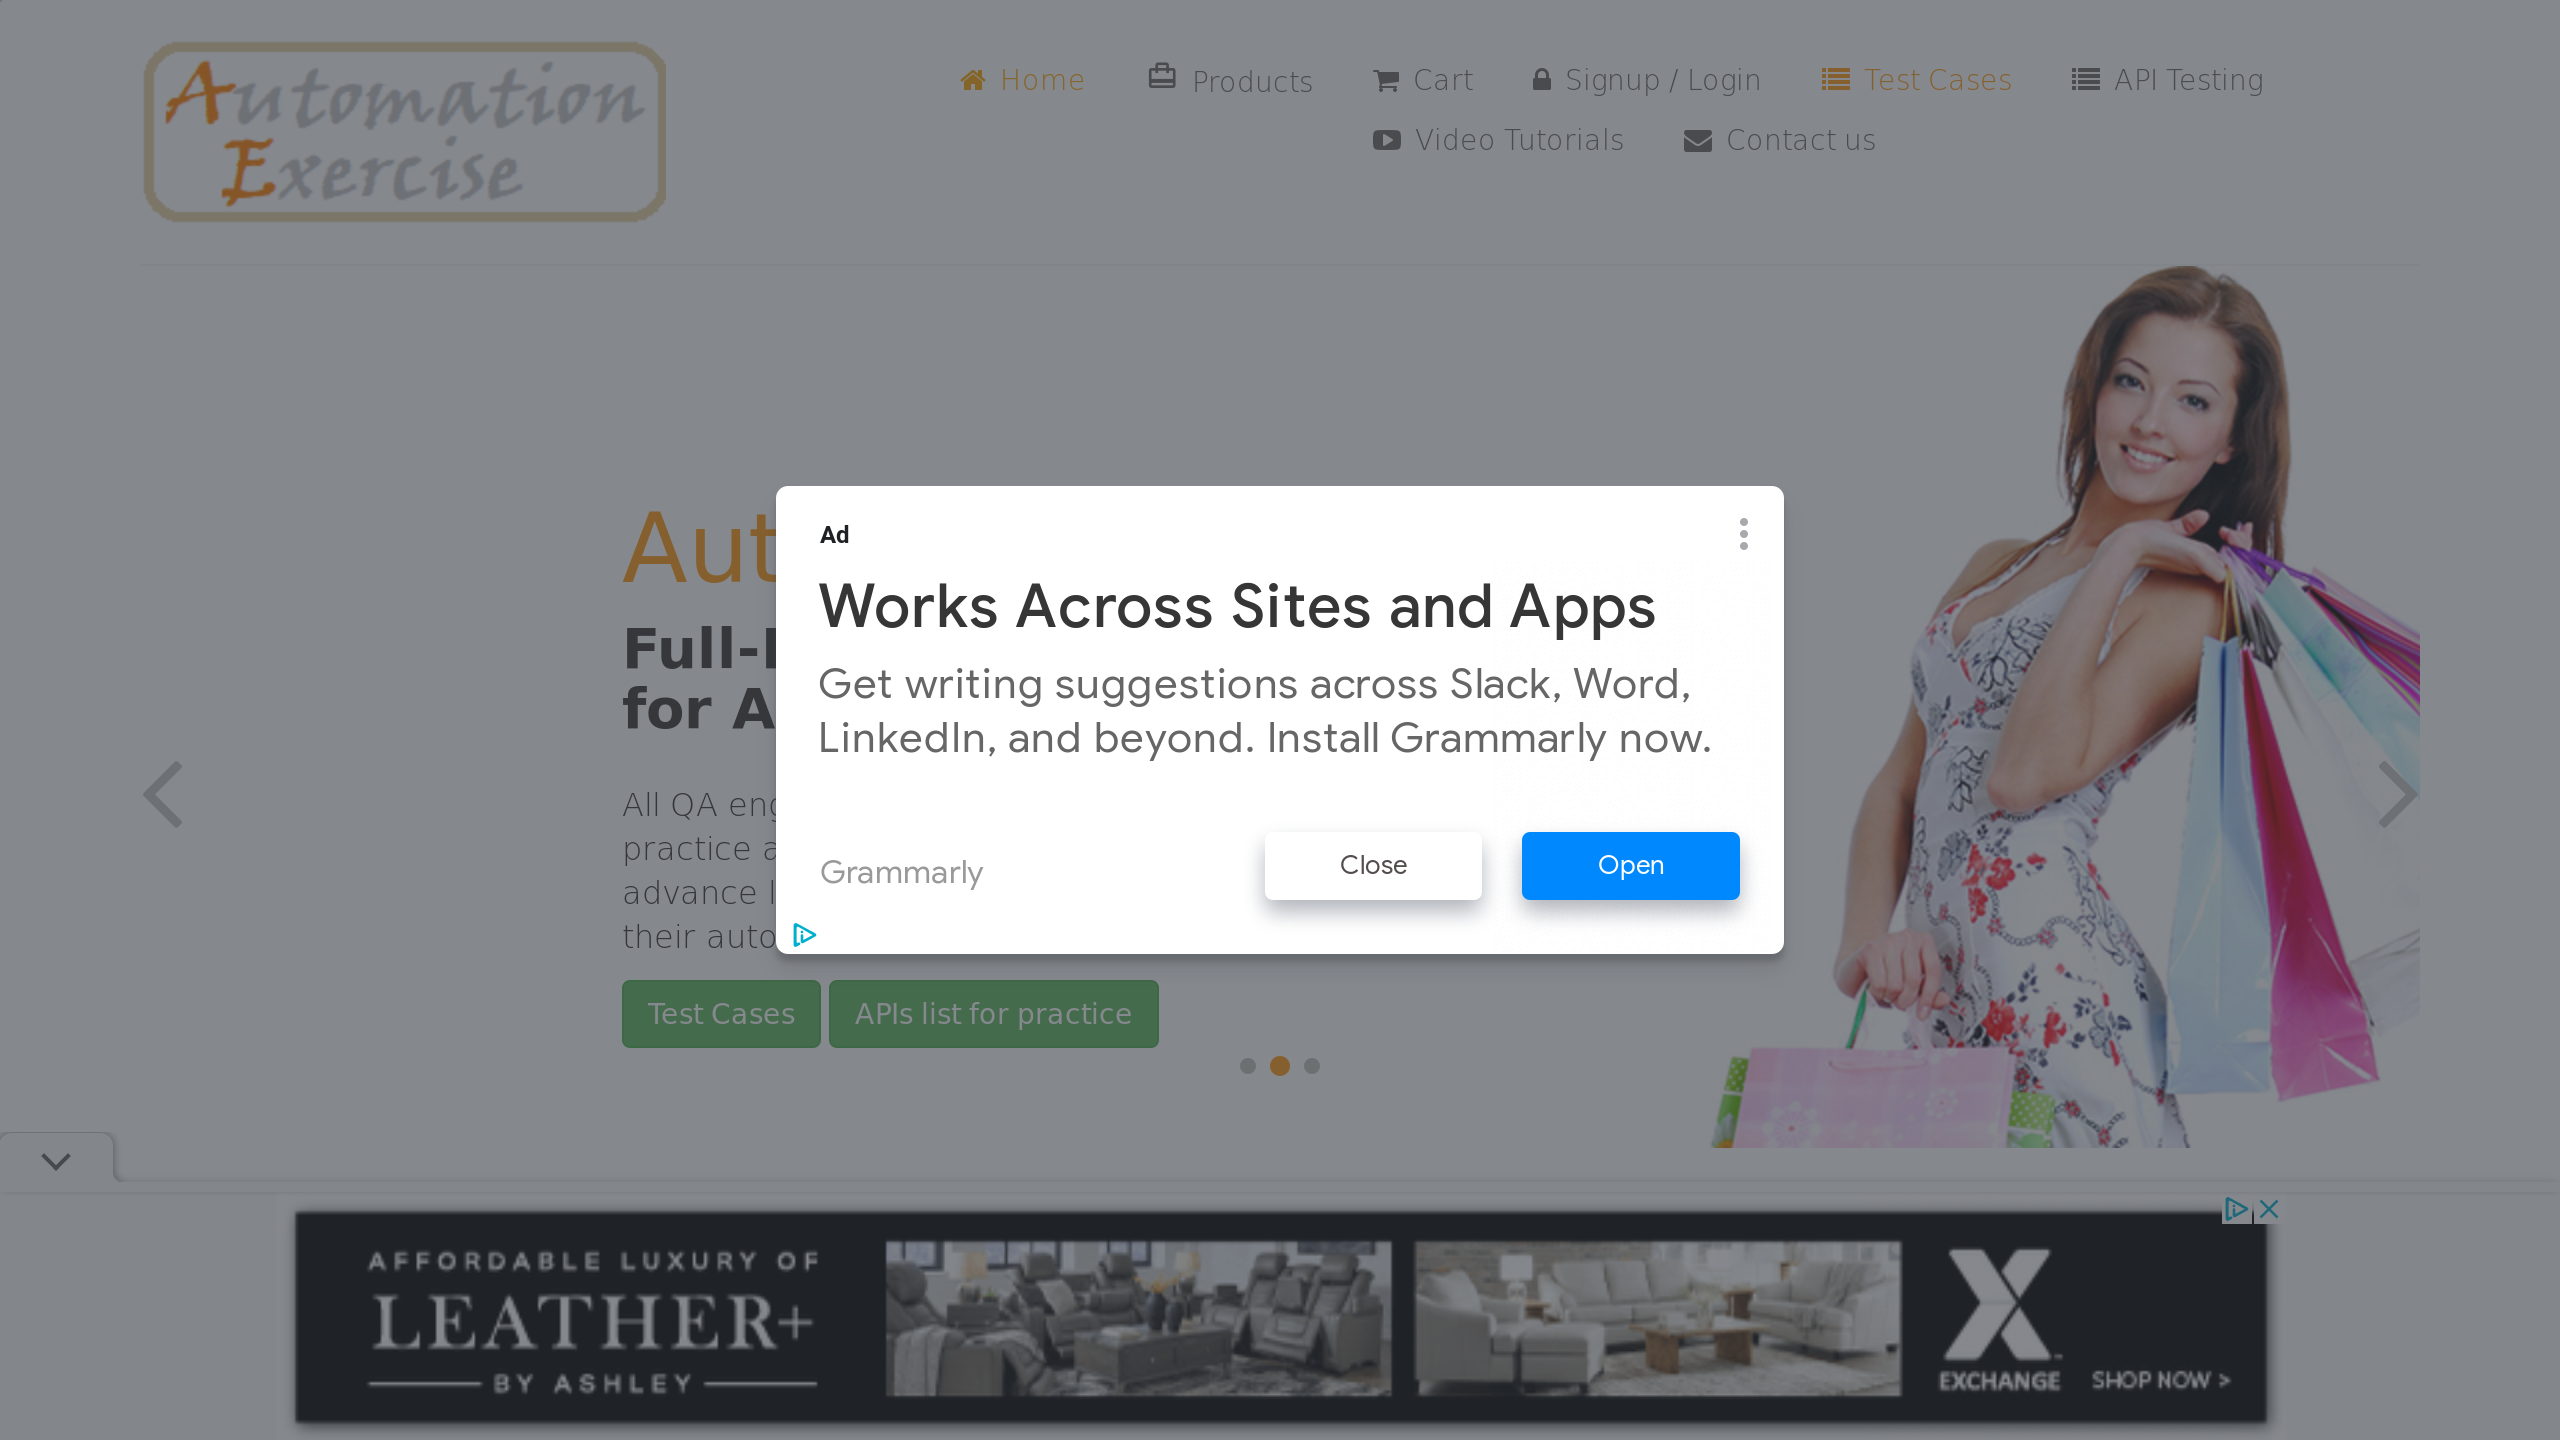 Automation
Exercise
Home
Products
Cart
Signup / Login
Test Cases
API Testing
Video Tutorials
Contact us
Ad
Works Across Sites and Apps
Get writing suggestions across Slack, Word,
LinkedIn, and beyond. Install Grammarly now.
Grammarly
Close
Open
Aut
Full-
for A
All QA
practice
advance
their auto
Test Cases
APIs list for practice
AFFORDABLE LUXURY OF
LEATHER+
BY ASHLEY
X
EXCHANGE
SHOP NOW >